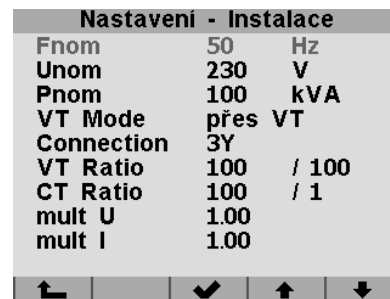 Nastavení - Instalace
Fnom 50 Hz
Unom 230 V
Pnom 100 kVA
VT Mode přes VT
Connection 3Y
VT Ratio 100 / 100
CT Ratio 100 / 1
mult U 1.00
mult I 1.00